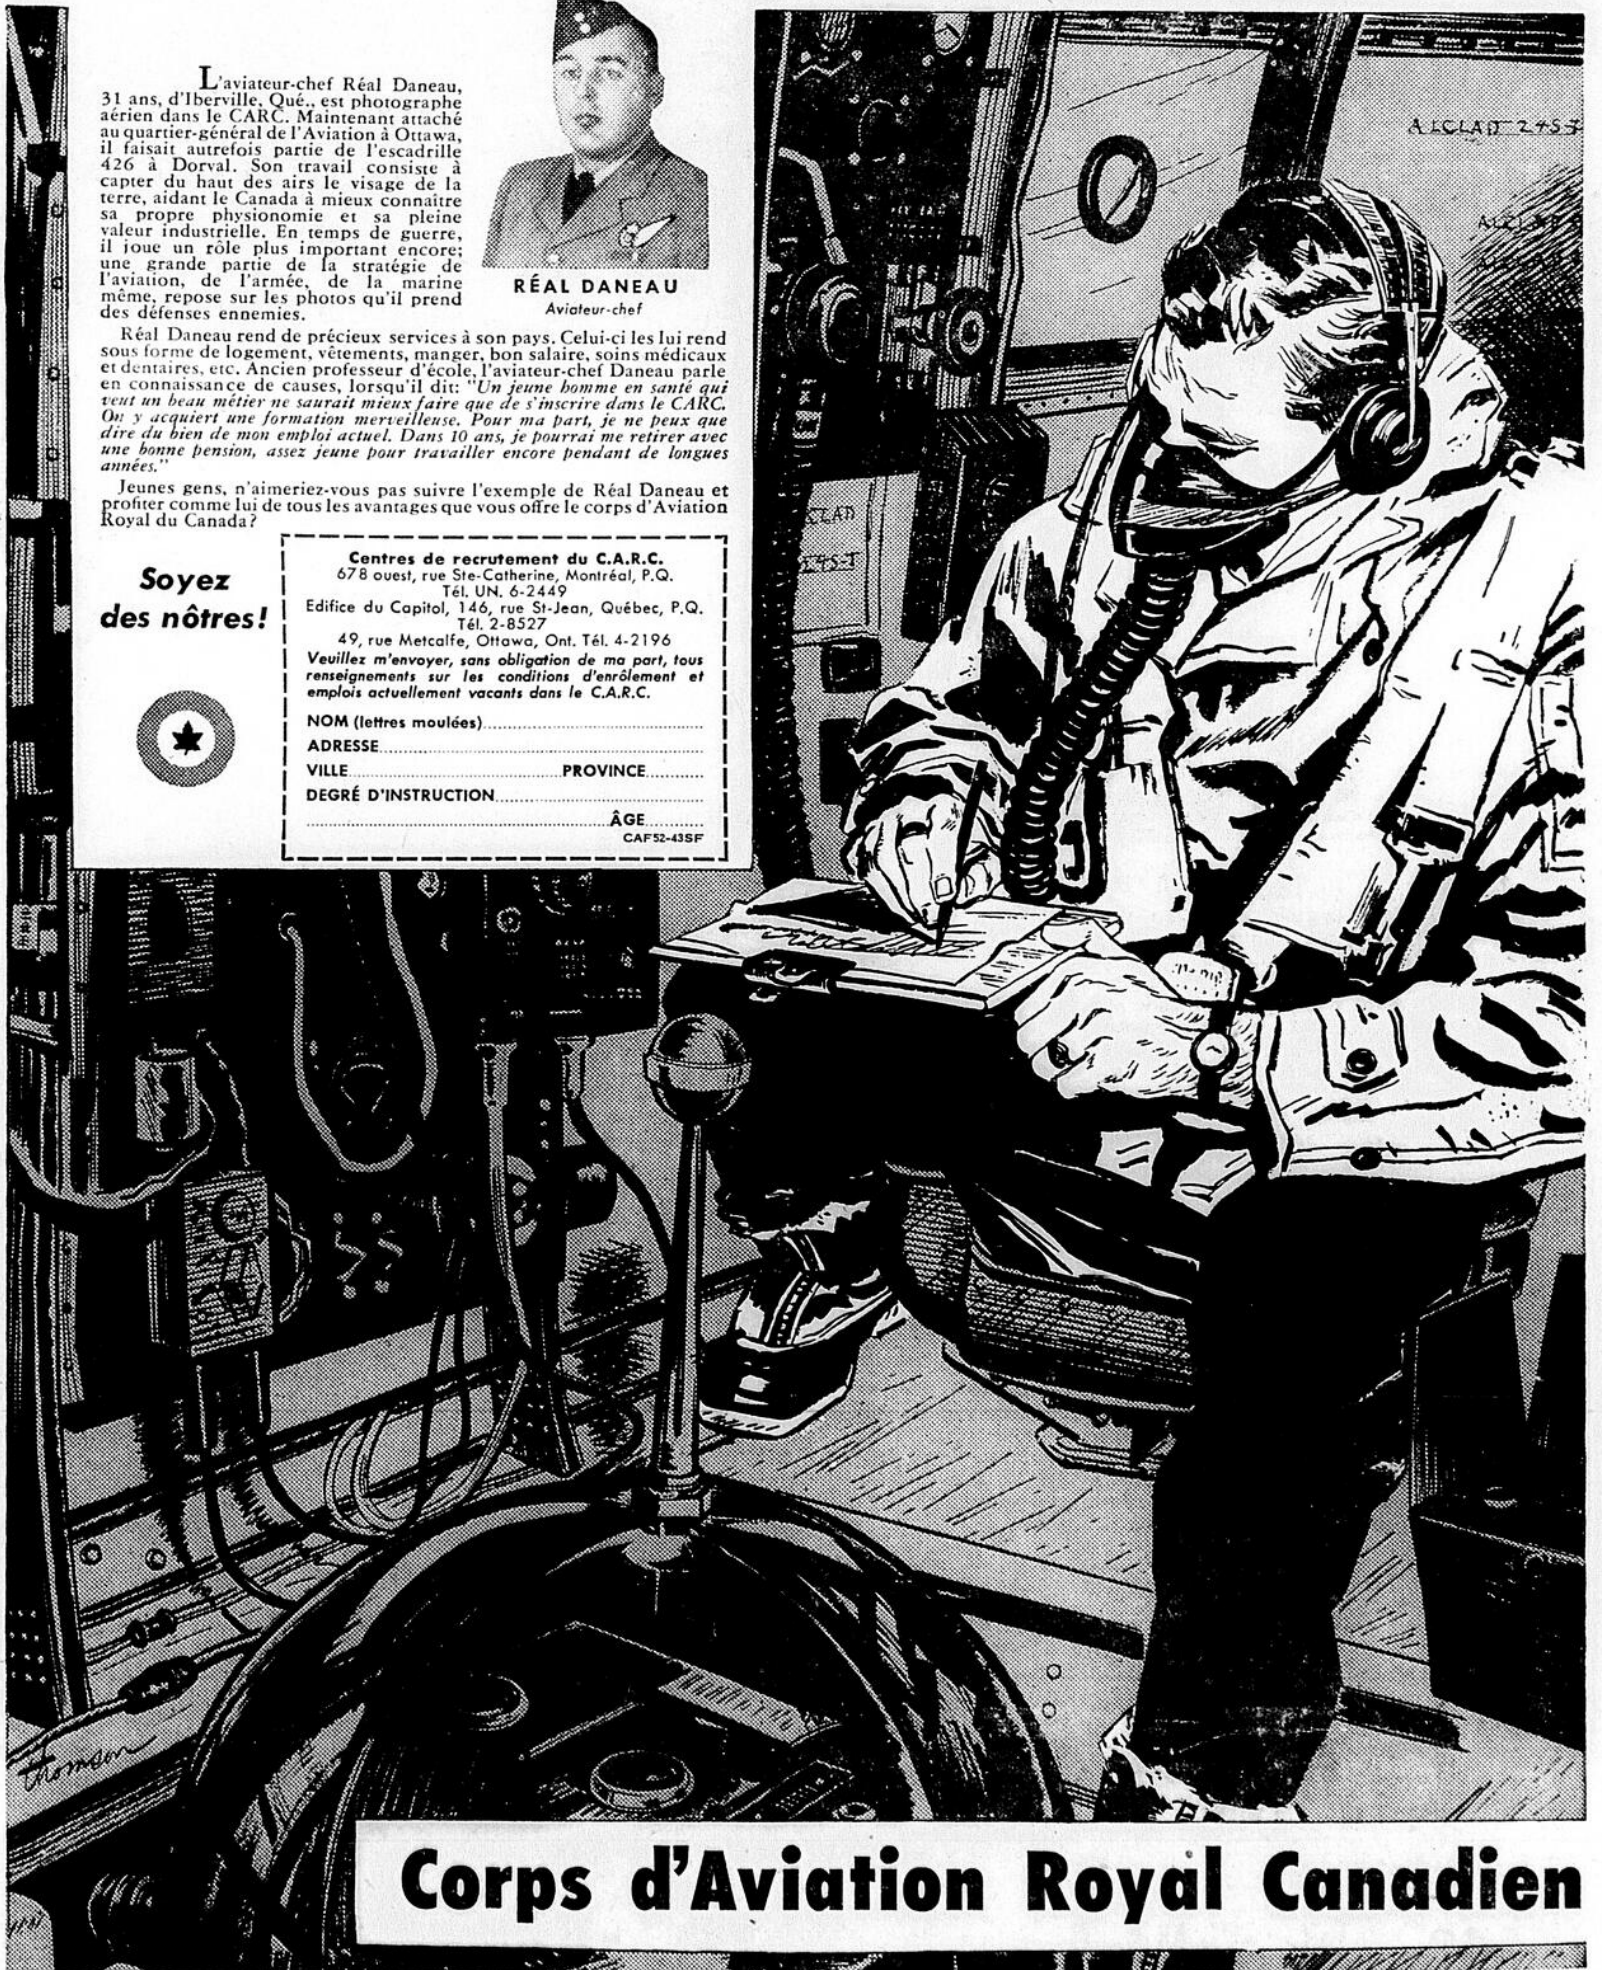 L'aviateur-chef Réal Daneau,
31 ans, d'Iberville, Qué., est photographe
aérien dans le CARC. Maintenant attaché
au quartier-général de l'Aviation à Ottawa,
il faisait autrefois partie de l'escadrille
426 à Dorval. Son travail consiste à
capter du haut des airs le visage de la
terre, aidant le Canada à mieux connaitre
sa propre physionomie et sa pleine
valeur industrielle. En temps de guerre,
il joue un rôle plus important encore;
une grande partie de la stratégie de
l'aviation, de l'armée, de la marine
même, repose sur les photos qu'il prend
des défenses ennemies.
RÉAL DANEAU
Aviateur-chef
Réal Daneau rend de précieux services à son pays. Celui-ci les lui rend
sous forme de logement, vêtements, manger, bon salaire, soins médicaux
et dentaires, etc. Ancien professeur d'école, l'aviateur-chef Daneau parle
en connaissance de causes, lorsqu'il dit: "Un jeune homme en santé qui
veut un beau métier ne saurait mieux faire que de s'inscrire dans le CARC.
On y acquiert une formation merveilleuse. Pour ma part, je ne peux que
dire du bien de mon emploi actuel. Dans 10 ans, je pourrai me retirer avec
une bonne pension, assez jeune pour travailler encore pendant de longues
années."
Jeunes gens, n'aimeriez-vous pas suivre l'exemple de Réal Daneau et
profiter comme lui de tous les avantages que vous offre le corps d'Aviation
Royal du Canada?
Soyez
des nôtres!
Centres de recrutement du C.A.R.C.
678 ouest, rue Ste-Catherine, Montréal, P.Q.
Tél. UN. 6-2449
Edifice du Capitol, 146, rue St-Jean, Québec, P.Q.
Tél. 2-8527
49, rue Metcalfe, Ottawa, Ont. Tél. 4-2196
Veuillez m'envoyer, sans obligation de ma part, tous
renseignements sur les conditions d'enrôlement et
emplois actuellement vacants dans le C.A.R.C.
NOM (lettres moulées)
ADRESSE
VILLE PROVINCE
DEGRÉ D'INSTRUCTION
ÂGE
CAF52-43SF
ALCLAD 24S-T
CLAD
24S-T
Thomson
Corps d'Aviation Royal Canadien